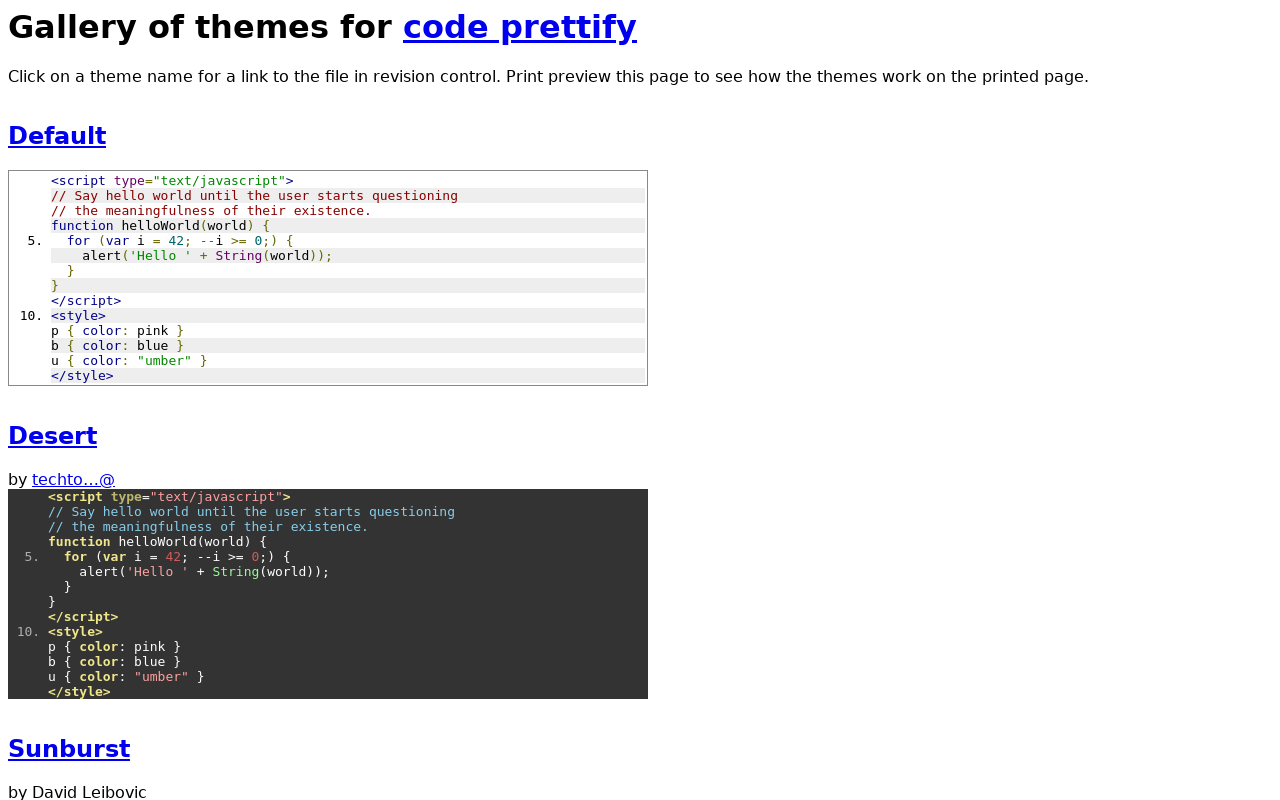 Gallery of themes for code prettify
Click on a theme name for a link to the file in revision control. Print preview this page to see how the themes work on the printed page.
Default
<script type="text/javascript">
// Say hello world until the user starts questioning
// the meaningfulness of their existence.
function helloWorld(world) {
5.   for (var i = 42; --i >= 0;) {
    alert('Hello ' + String(world));
  }
}
</script>
10. <style>
p { color: pink }
b { color: blue }
u { color: "umber" }
</style>
Desert
by techto...@
<script type="text/javascript">
// Say hello world until the user starts questioning
// the meaningfulness of their existence.
function helloWorld(world) {
5.   for (var i = 42; --i >= 0;) {
    alert('Hello ' + String(world));
  }
}
</script>
10. <style>
p { color: pink }
b { color: blue }
u { color: "umber" }
</style>
Sunburst
by David Leibovic